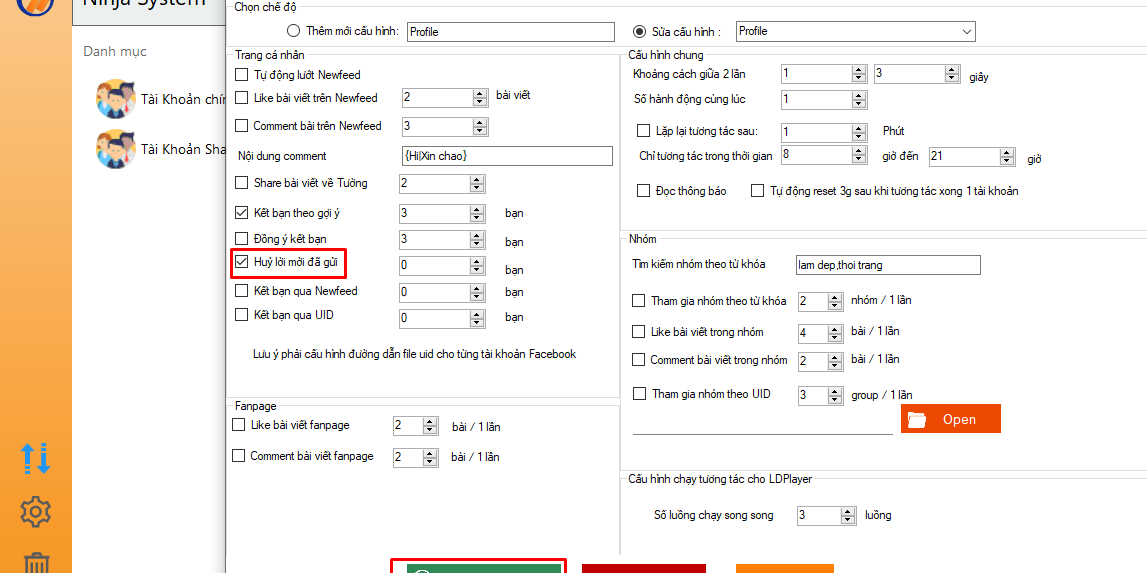 Ninja System
Danh mục
Tài Khoản chín
Tài Khoản Sha
Chọn chế độ
Thêm mới cấu hình: Profile
Sửa cấu hình : Profile
Trang cá nhân
Tự động lướt Newfeed
Like bài viết trên Newfeed 2 bài viết
Comment bài trên Newfeed 3
Nội dung comment {Hi|Xin chao}
Share bài viết về Tường 2
Kết bạn theo gợi ý 3 bạn
Đồng ý kết bạn 3 bạn
Huỷ lời mời đã gửi 0 bạn
Kết bạn qua Newfeed 0 bạn
Kết bạn qua UID 0 bạn
Lưu ý phải cấu hình đường dẫn file uid cho từng tài khoản Facebook
Fanpage
Like bài viết fanpage 2 bài / 1 lần
Comment bài viết fanpage 2 bài / 1 lần
Cấu hình chung
Khoảng cách giữa 2 lần 1 3 giây
Số hành động cùng lúc 1
Lặp lại tương tác sau: 1 Phút
Chỉ tương tác trong thời gian 8 giờ đến 21 giờ
Đọc thông báo
Tự động reset 3g sau khi tương tác xong 1 tài khoản
Nhóm
Tìm kiếm nhóm theo từ khóa lam dep,thoi trang
Tham gia nhóm theo từ khóa 2 nhóm / 1 lần
Like bài viết trong nhóm 4 bài / 1 lần
Comment bài viết trong nhóm 2 bài / 1 lần
Tham gia nhóm theo UID 3 group / 1 lần
Open
Cấu hình chạy tương tác cho LDPlayer
Số luồng chạy song song 3 luồng